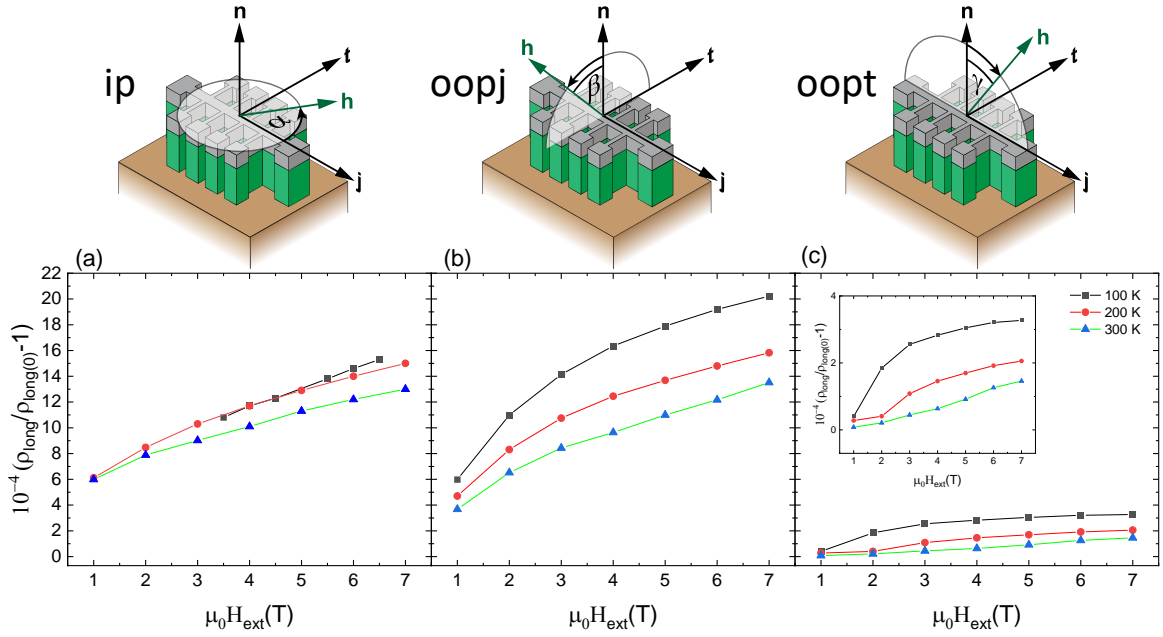 n
t
h
α
j
ip
n
h
t
β
j
oopj
n
h
t
γ
j
oopt
(a)
(b)
(c)
10⁻⁴ (ρlong/ρlong(0)-1)
22
20
18
16
14
12
10
8
6
4
2
0
1 2 3 4 5 6 7
μ₀Hext(T)
1 2 3 4 5 6 7
μ₀Hext(T)
1 2 3 4 5 6 7
μ₀Hext(T)
10⁻⁴ (ρlong/ρlong(0)-1)
4
2
0
1 2 3 4 5 6 7
μ₀Hext(T)
100 K
200 K
300 K